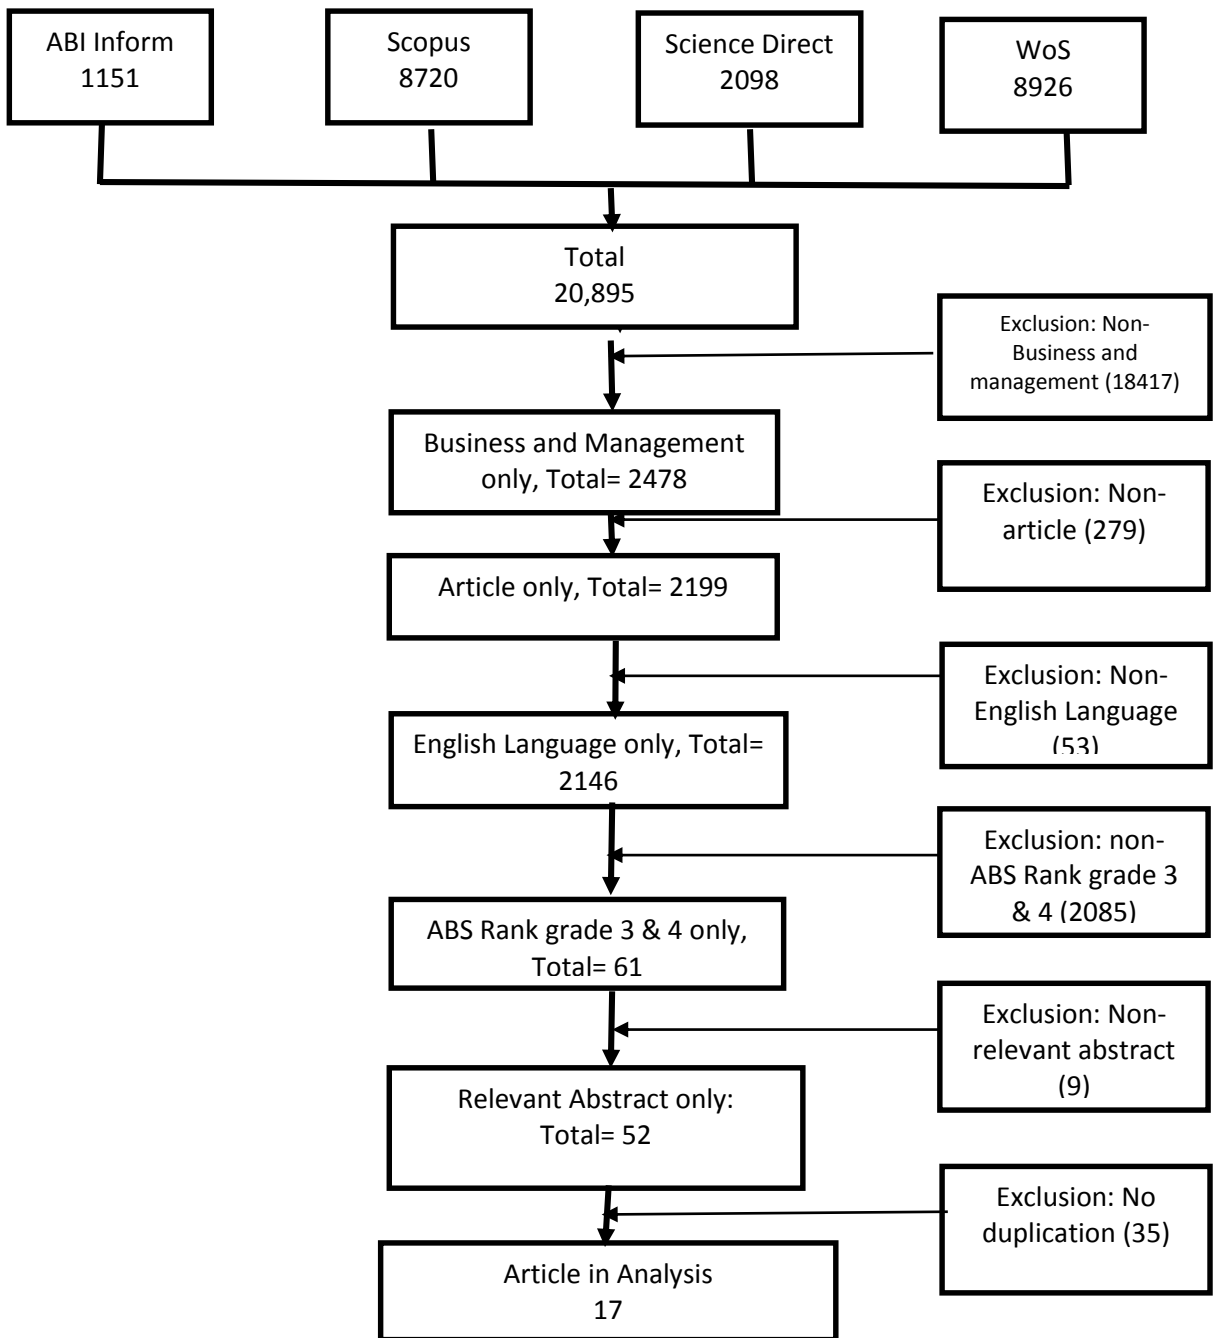 ABI Inform
1151
Scopus
8720
Science Direct
2098
WoS
8926
Total
20,895
Exclusion: Non-
Business and
management (18417)
Business and Management
only, Total= 2478
Exclusion: Non-
article (279)
Article only, Total= 2199
Exclusion: Non-
English Language
(53)
English Language only, Total=
2146
Exclusion: non-
ABS Rank grade 3
& 4 (2085)
ABS Rank grade 3 & 4 only,
Total= 61
Exclusion: Non-
relevant abstract
(9)
Relevant Abstract only:
Total= 52
Exclusion: No
duplication (35)
Article in Analysis
17